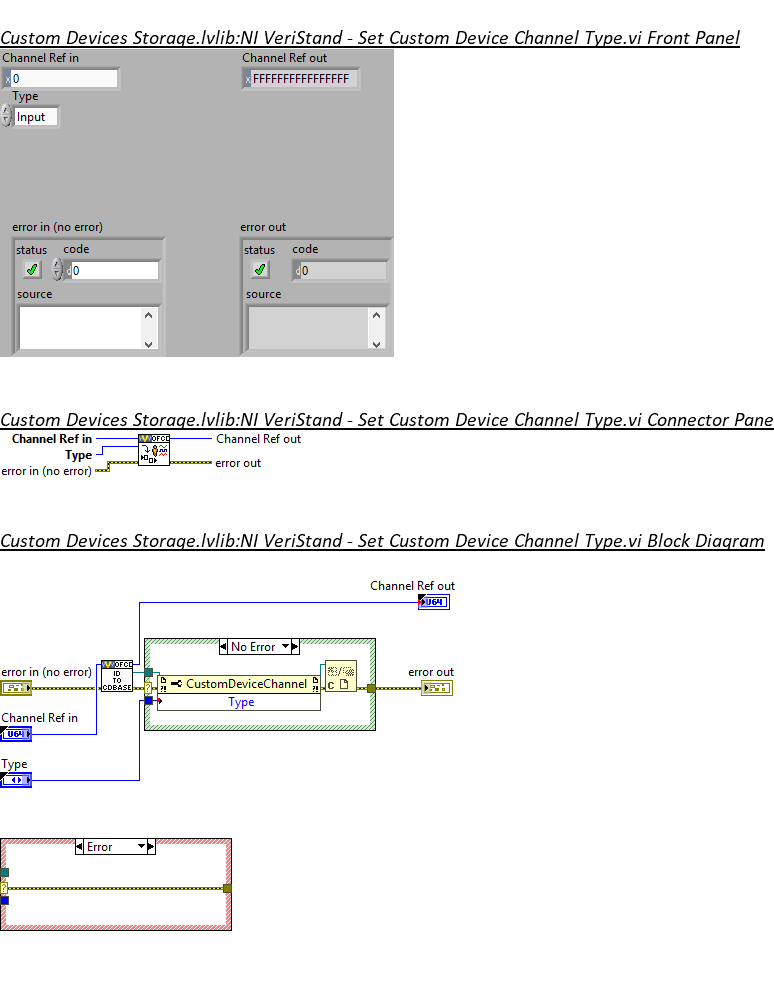 Custom Devices Storage.lvlib:NI VeriStand - Set Custom Device Channel Type.vi Front Panel
Channel Ref in
Channel Ref out
x 0
x FFFFFFFFFFFFFFFF
Type
Input
error in (no error)
error out
status code
status code
d 0
d 0
source
source
Custom Devices Storage.lvlib:NI VeriStand - Set Custom Device Channel Type.vi Connector Pane
Channel Ref in
OFCD
Channel Ref out
Type
error in (no error)
error out
Custom Devices Storage.lvlib:NI VeriStand - Set Custom Device Channel Type.vi Block Diagram
Channel Ref out
U64
No Error
error in (no error)
OFCD
ID
TO
CDBASE
?
CustomDeviceChannel
Type
C
error out
Channel Ref in
U64
Type
Error
?